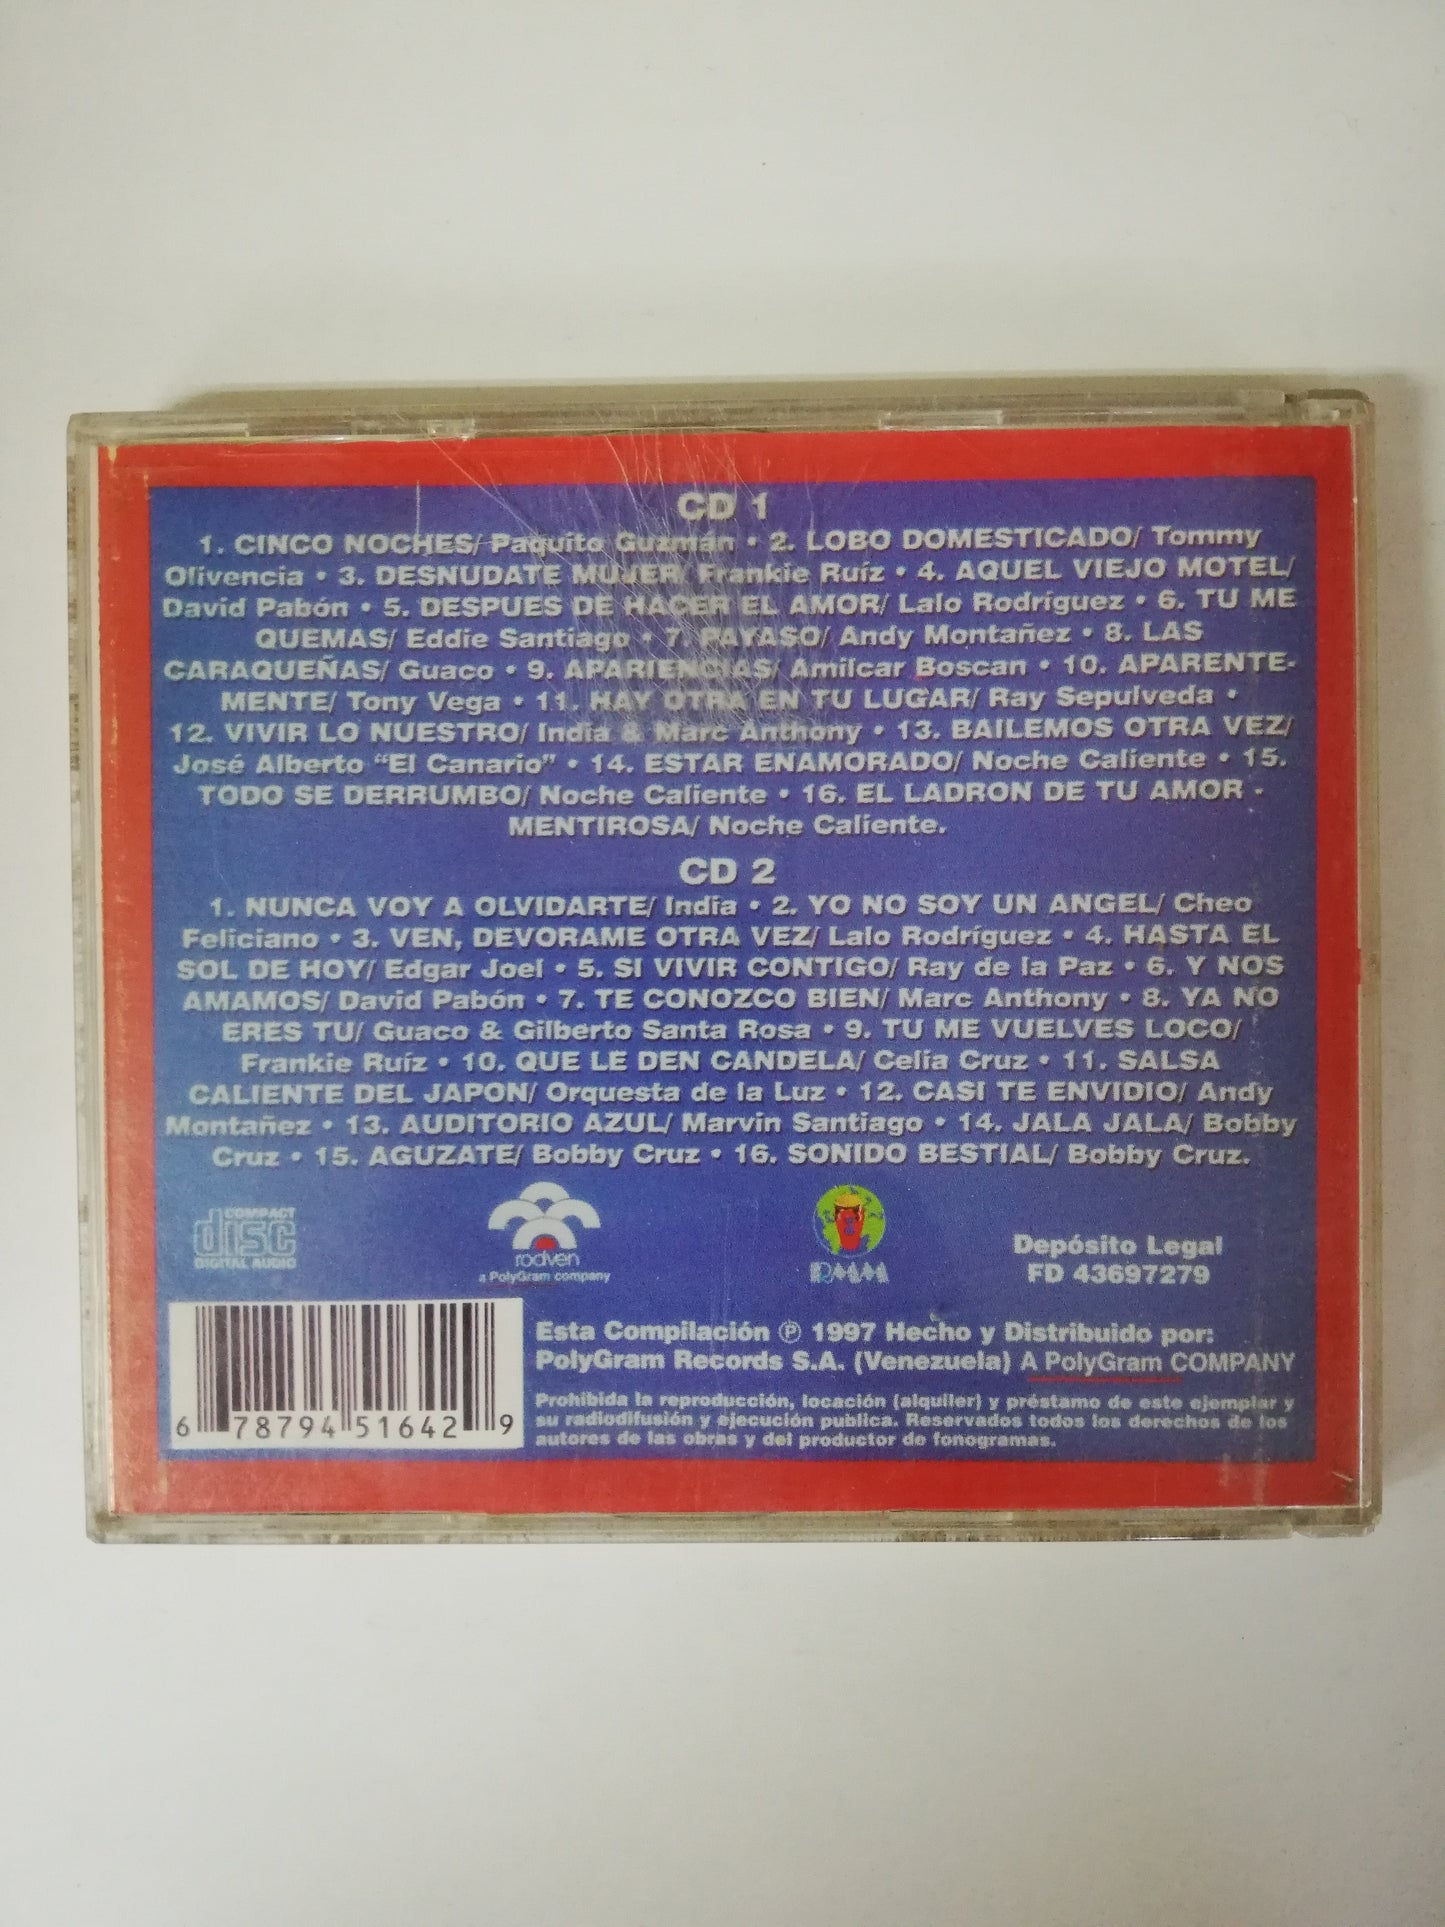 CD 1
1. CINCO NOCHES/ Paquito Guzmán • 2. LOBO DOMESTICADO/ Tommy
Olivencia • 3. DESNUDATE MUJER/ Frankie Ruíz • 4. AQUEL VIEJO MOTEL/
David Pabón • 5. DESPUES DE HACER EL AMOR/ Lalo Rodríguez • 6. TU ME
QUEMAS/ Eddie Santiago • 7. PAYASO/ Andy Montañez • 8. LAS
CARAQUEÑAS/ Guaco • 9. APARIENCIAS/ Amilcar Boscan • 10. APARENTE-
MENTE/ Tony Vega • 11. HAY OTRA EN TU LUGAR/ Ray Sepulveda •
12. VIVIR LO NUESTRO/ India & Marc Anthony • 13. BAILEMOS OTRA VEZ/
José Alberto "El Canario" • 14. ESTAR ENAMORADO/ Noche Caliente • 15.
TODO SE DERRUMBO/ Noche Caliente • 16. EL LADRON DE TU AMOR -
MENTIROSA/ Noche Caliente.
CD 2
1. NUNCA VOY A OLVIDARTE/ India • 2. YO NO SOY UN ANGEL/ Cheo
Feliciano • 3. VEN, DEVORAME OTRA VEZ/ Lalo Rodríguez • 4. HASTA EL
SOL DE HOY/ Edgar Joel • 5. SI VIVIR CONTIGO/ Ray de la Paz • 6. Y NOS
AMAMOS/ David Pabón • 7. TE CONOZCO BIEN/ Marc Anthony • 8. YA NO
ERES TU/ Guaco & Gilberto Santa Rosa • 9. TU ME VUELVES LOCO/
Frankie Ruíz • 10. QUE LE DEN CANDELA/ Celia Cruz • 11. SALSA
CALIENTE DEL JAPON/ Orquesta de la Luz • 12. CASI TE ENVIDIO/ Andy
Montañez • 13. AUDITORIO AZUL/ Marvin Santiago • 14. JALA JALA/ Bobby
Cruz • 15. AGUZATE/ Bobby Cruz • 16. SONIDO BESTIAL/ Bobby Cruz.
COMPACT
disc
DIGITAL AUDIO
rodven
a PolyGram company
RMM
Depósito Legal
FD 43697279
6 78794 51642 9
Esta Compilación ℗ 1997 Hecho y Distribuido por:
PolyGram Records S.A. (Venezuela) A PolyGram COMPANY
Prohibida la reproducción, locación (alquiler) y préstamo de este ejemplar y
su radiodifusión y ejecución publica. Reservados todos los derechos de los
autores de las obras y del productor de fonogramas.